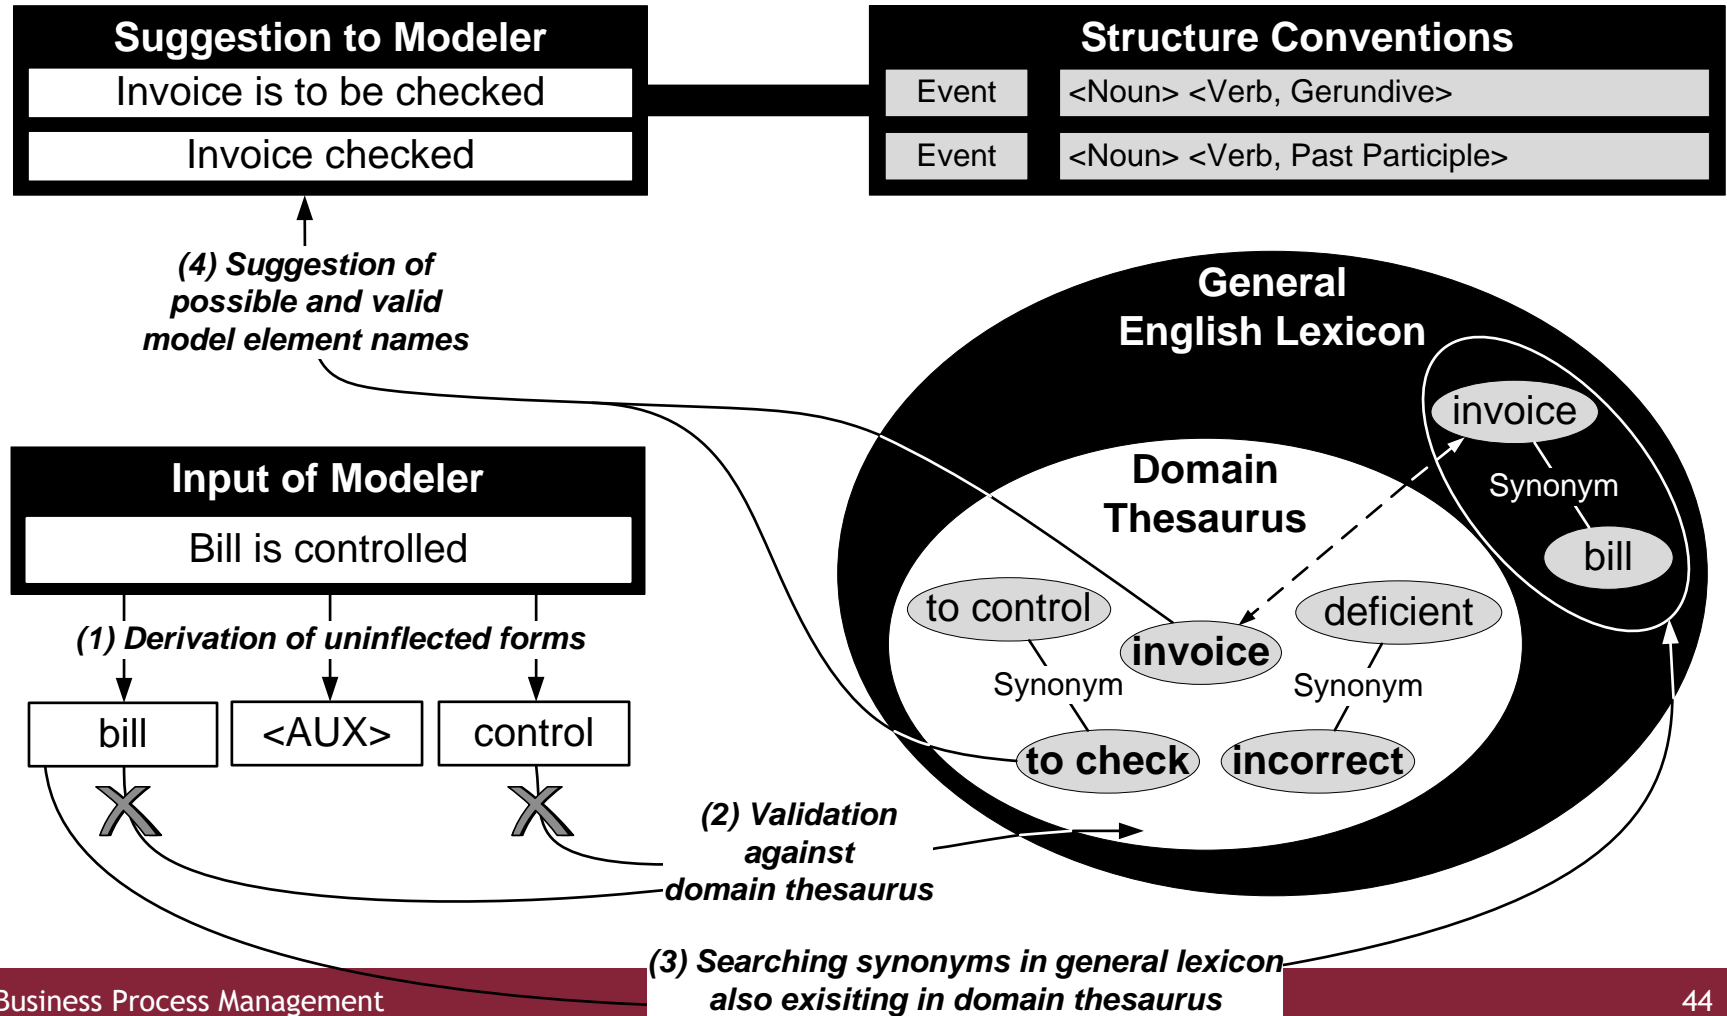 Suggestion to Modeler
Invoice is to be checked
Invoice checked
Structure Conventions
Event
<Noun> <Verb, Gerundive>
Event
<Noun> <Verb, Past Participle>
(4) Suggestion of
possible and valid
model element names
General
English Lexicon
invoice
Synonym
bill
Domain
Thesaurus
to control
Synonym
to check
invoice
deficient
Synonym
incorrect
Input of Modeler
Bill is controlled
(1) Derivation of uninflected forms
bill
<AUX>
control
X
X
(2) Validation
against
domain thesaurus
(3) Searching synonyms in general lexicon
also exisiting in domain thesaurus
Business Process Management
44